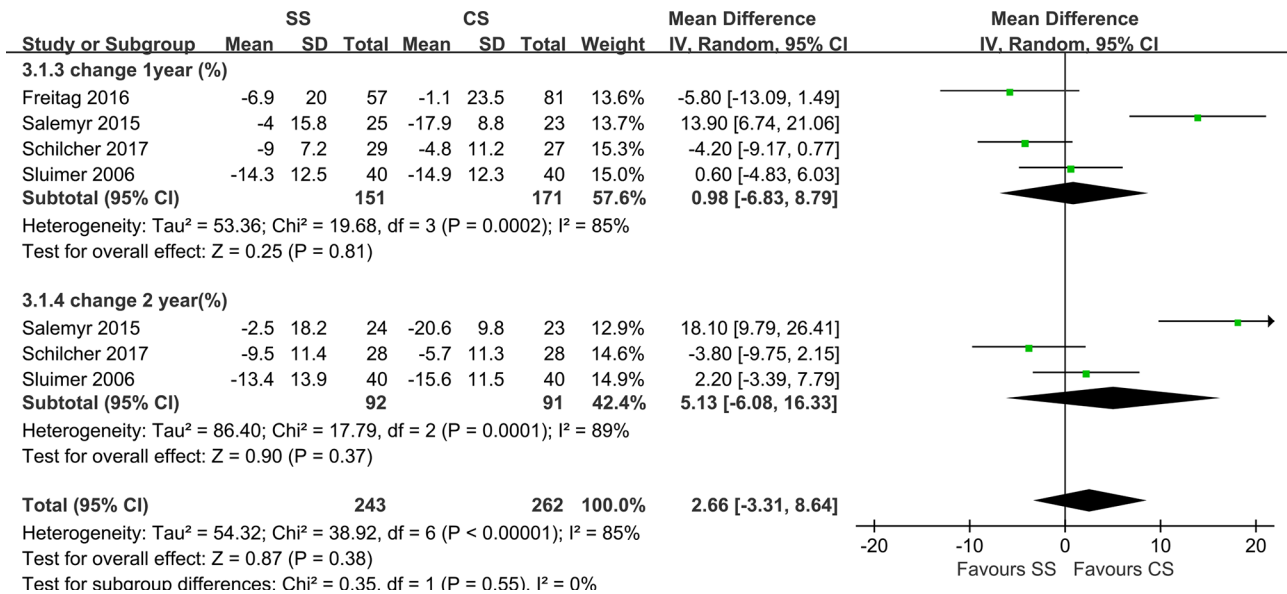 SS CS Mean Difference Mean Difference
Study or Subgroup Mean SD Total Mean SD Total Weight IV, Random, 95% CI IV, Random, 95% CI
3.1.3 change 1year (%)
Freitag 2016 -6.9 20 57 -1.1 23.5 81 13.6% -5.80 [-13.09, 1.49]
Salemyr 2015 -4 15.8 25 -17.9 8.8 23 13.7% 13.90 [6.74, 21.06]
Schilcher 2017 -9 7.2 29 -4.8 11.2 27 15.3% -4.20 [-9.17, 0.77]
Sluimer 2006 -14.3 12.5 40 -14.9 12.3 40 15.0% 0.60 [-4.83, 6.03]
Subtotal (95% CI) 151 171 57.6% 0.98 [-6.83, 8.79]
Heterogeneity: Tau² = 53.36; Chi² = 19.68, df = 3 (P = 0.0002); I² = 85%
Test for overall effect: Z = 0.25 (P = 0.81)
3.1.4 change 2 year(%)
Salemyr 2015 -2.5 18.2 24 -20.6 9.8 23 12.9% 18.10 [9.79, 26.41]
Schilcher 2017 -9.5 11.4 28 -5.7 11.3 28 14.6% -3.80 [-9.75, 2.15]
Sluimer 2006 -13.4 13.9 40 -15.6 11.5 40 14.9% 2.20 [-3.39, 7.79]
Subtotal (95% CI) 92 91 42.4% 5.13 [-6.08, 16.33]
Heterogeneity: Tau² = 86.40; Chi² = 17.79, df = 2 (P = 0.0001); I² = 89%
Test for overall effect: Z = 0.90 (P = 0.37)
Total (95% CI) 243 262 100.0% 2.66 [-3.31, 8.64]
Heterogeneity: Tau² = 54.32; Chi² = 38.92, df = 6 (P < 0.00001); I² = 85%
Test for overall effect: Z = 0.87 (P = 0.38)
Test for subgroup differences: Chi² = 0.35, df = 1 (P = 0.55), I² = 0%
-20 -10 0 10 20
Favours SS Favours CS